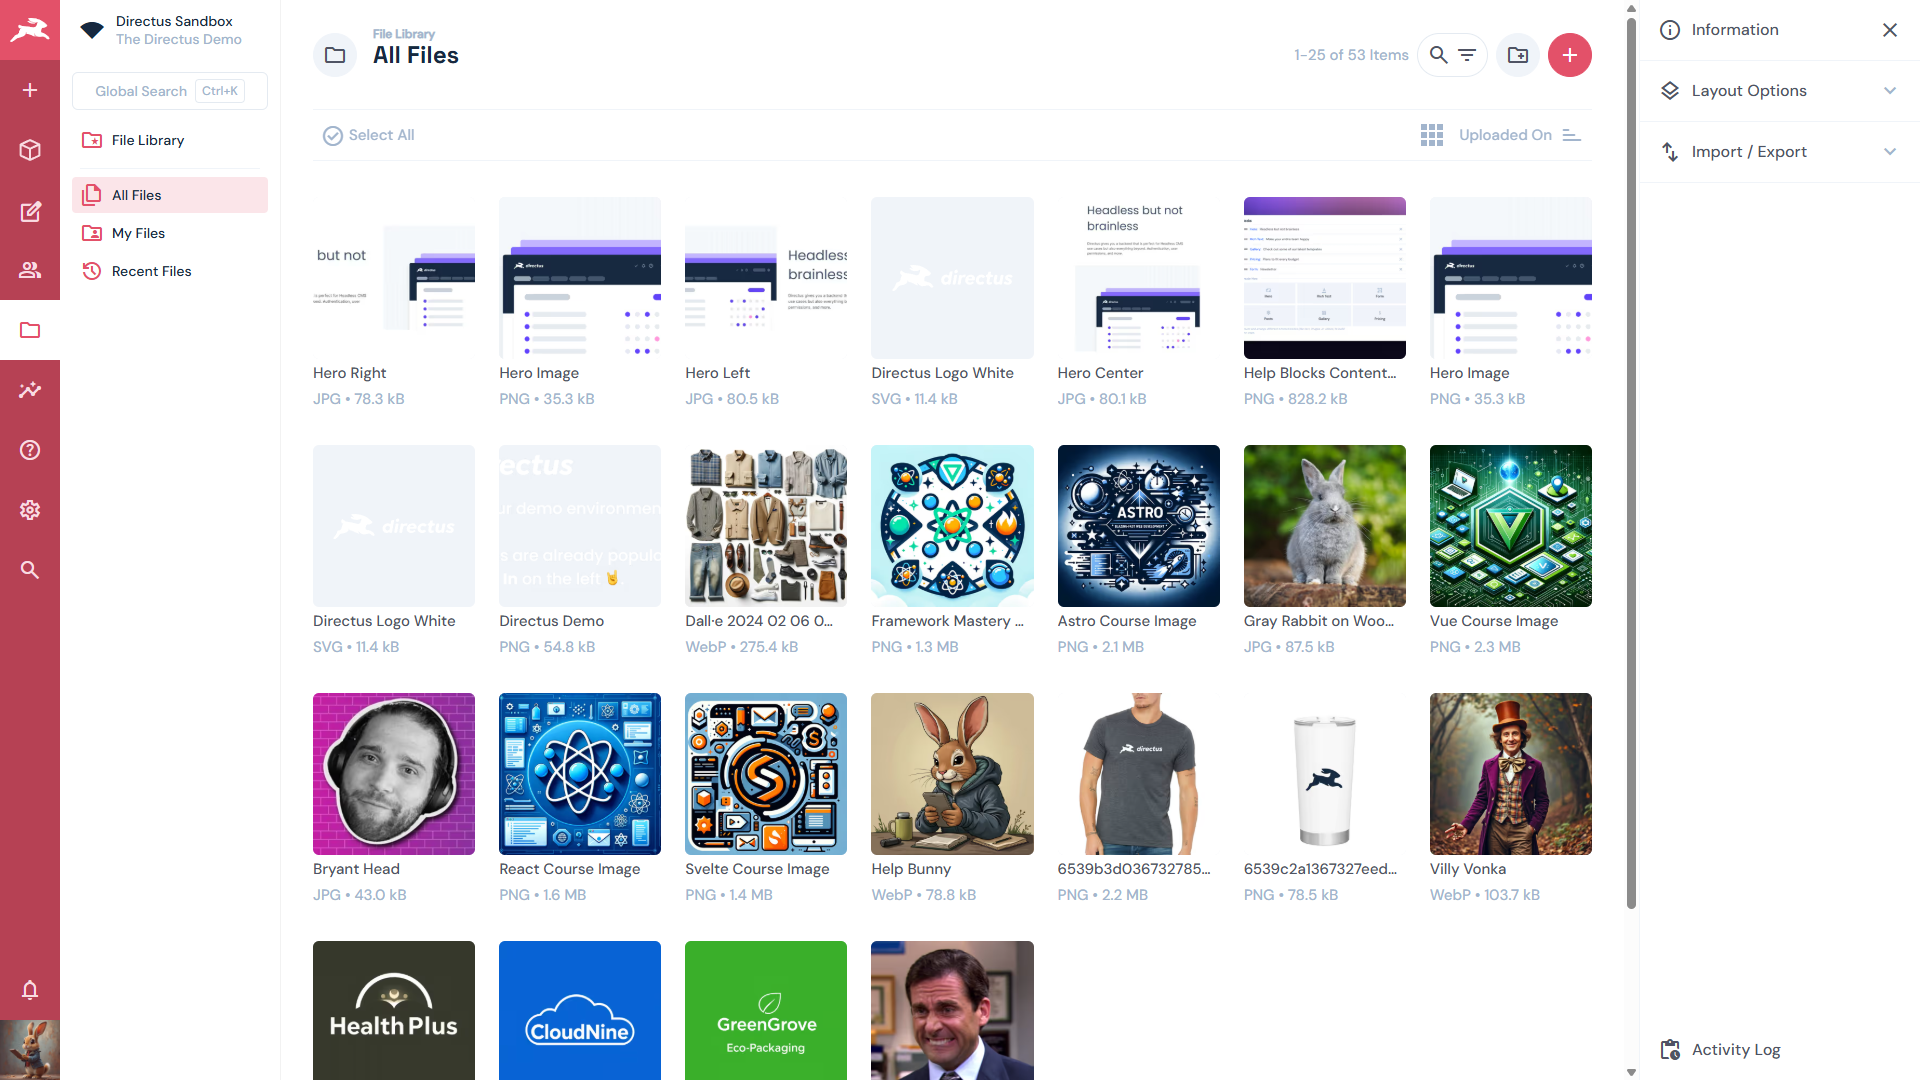 Directus Sandbox
The Directus Demo
Global Search Ctrl+K
File Library
All Files
My Files
Recent Files
File Library
All Files
1-25 of 53 Items
Select All
Uploaded On
but not
Headless
brainless
directus
Headless but not
brainless
Hero Right
JPG • 78.3 kB
Hero Image
PNG • 35.3 kB
Hero Left
JPG • 80.5 kB
Directus Logo White
SVG • 11.4 kB
Hero Center
JPG • 80.1 kB
Help Blocks Content...
PNG • 828.2 kB
Hero Image
PNG • 35.3 kB
directus
ectus
ur demo environmen
s are already popula
In on the left 🤘
ASTRO
Directus Logo White
SVG • 11.4 kB
Directus Demo
PNG • 54.8 kB
Dall·e 2024 02 06 0...
WebP • 275.4 kB
Framework Mastery ...
PNG • 1.3 MB
Astro Course Image
PNG • 2.1 MB
Gray Rabbit on Woo...
JPG • 87.5 kB
Vue Course Image
PNG • 2.3 MB
directus
Bryant Head
JPG • 43.0 kB
React Course Image
PNG • 1.6 MB
Svelte Course Image
PNG • 1.4 MB
Help Bunny
WebP • 78.8 kB
6539b3d036732785...
PNG • 2.2 MB
6539c2a1367327eed...
PNG • 78.5 kB
Villy Vonka
WebP • 103.7 kB
Health Plus
CloudNine
GreenGrove
Eco-Packaging
Information
Layout Options
Import / Export
Activity Log